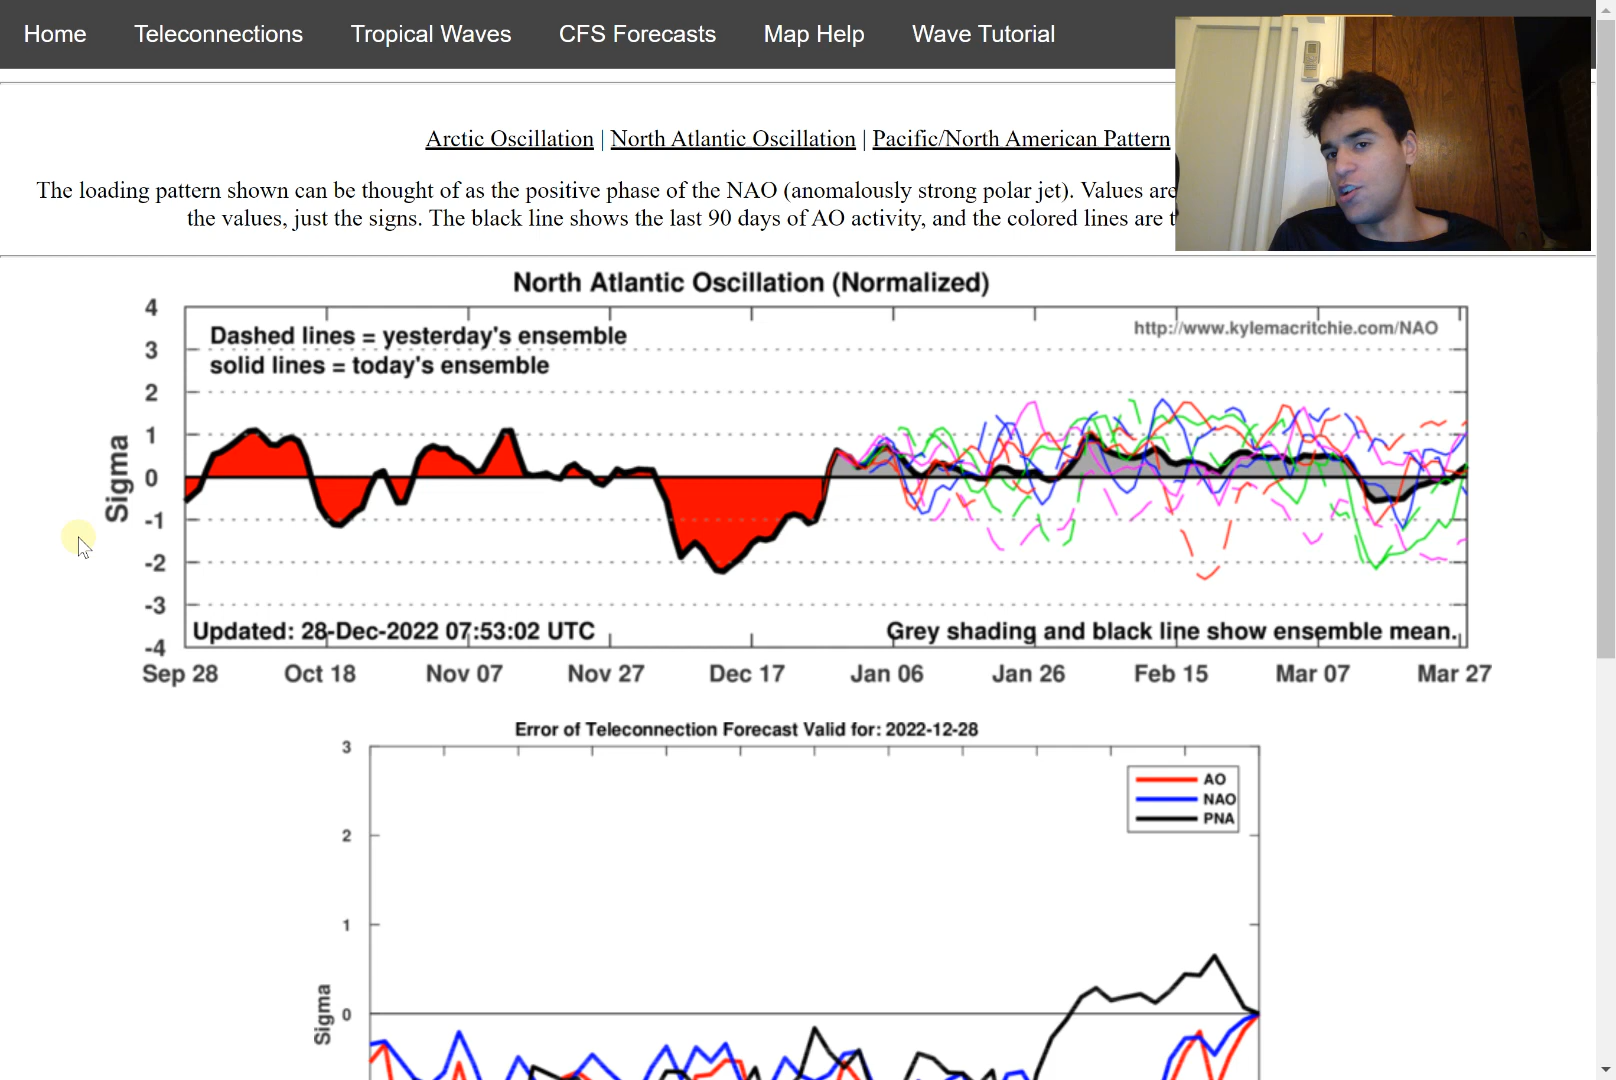 Home Teleconnections Tropical Waves CFS Forecasts Map Help Wave Tutorial
Arctic Oscillation | North Atlantic Oscillation | Pacific/North American Pattern
The loading pattern shown can be thought of as the positive phase of the NAO (anomalously strong polar jet). Values are
the values, just the signs. The black line shows the last 90 days of AO activity, and the colored lines are t
North Atlantic Oscillation (Normalized)
Dashed lines = yesterday's ensemble
solid lines = today's ensemble
http://www.kylemacritchie.com/NAO
4
3
2
1
0
-1
-2
-3
-4
Sigma
Updated: 28-Dec-2022 07:53:02 UTC
Grey shading and black line show ensemble mean.
Sep 28 Oct 18 Nov 07 Nov 27 Dec 17 Jan 06 Jan 26 Feb 15 Mar 07 Mar 27
Error of Teleconnection Forecast Valid for: 2022-12-28
3
2
1
0
Sigma
AO
NAO
PNA